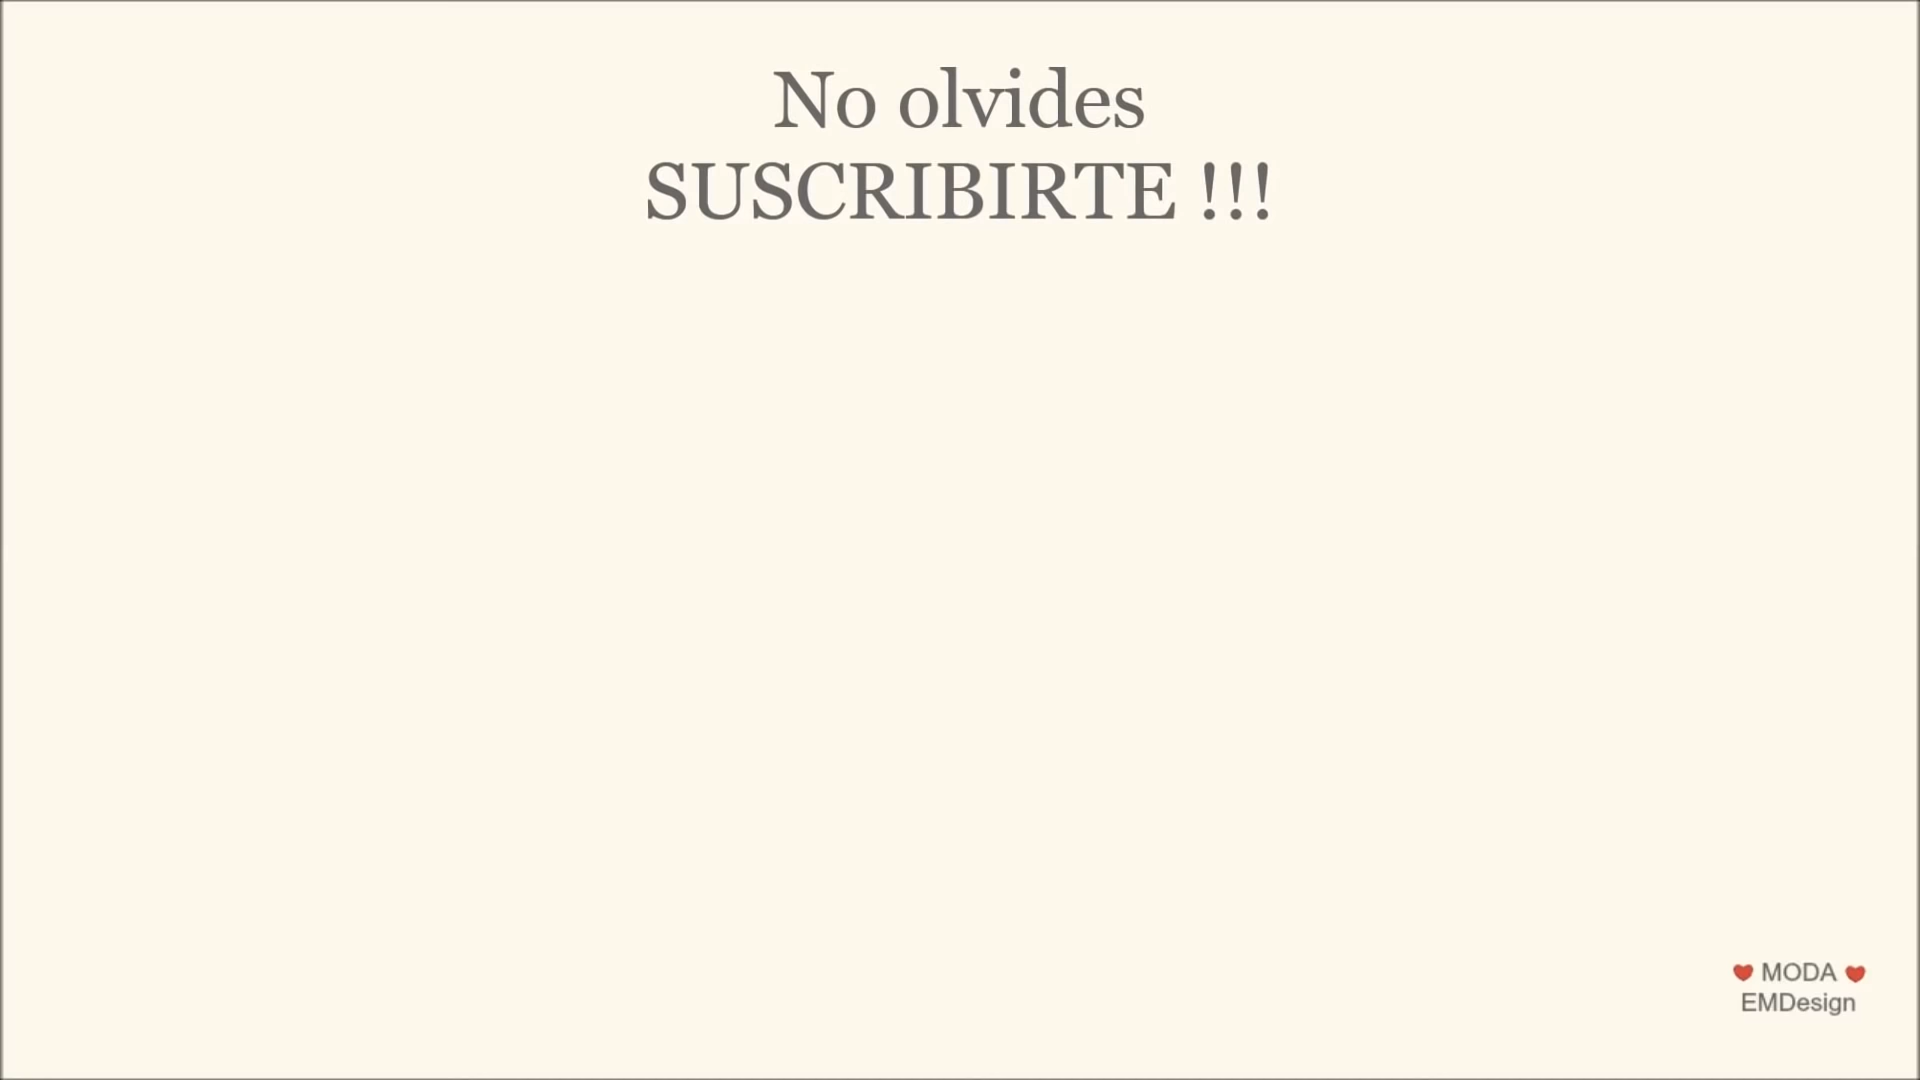 No olvides
SUSCRIBIRTE !!!
❤ MODA ❤
EMDesign